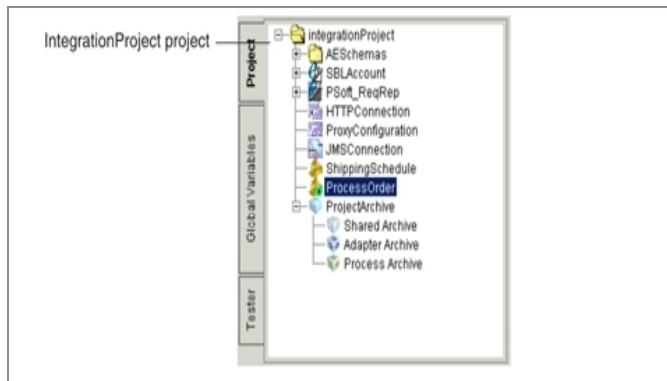 IntegrationProject project
Project
Global Variables
Tester
integrationProject
AESchemas
SBLAccount
PSoft_ReqRep
HTTPConnection
ProxyConfiguration
JMSConnection
ShippingSchedule
ProcessOrder
ProjectArchive
Shared Archive
Adapter Archive
Process Archive